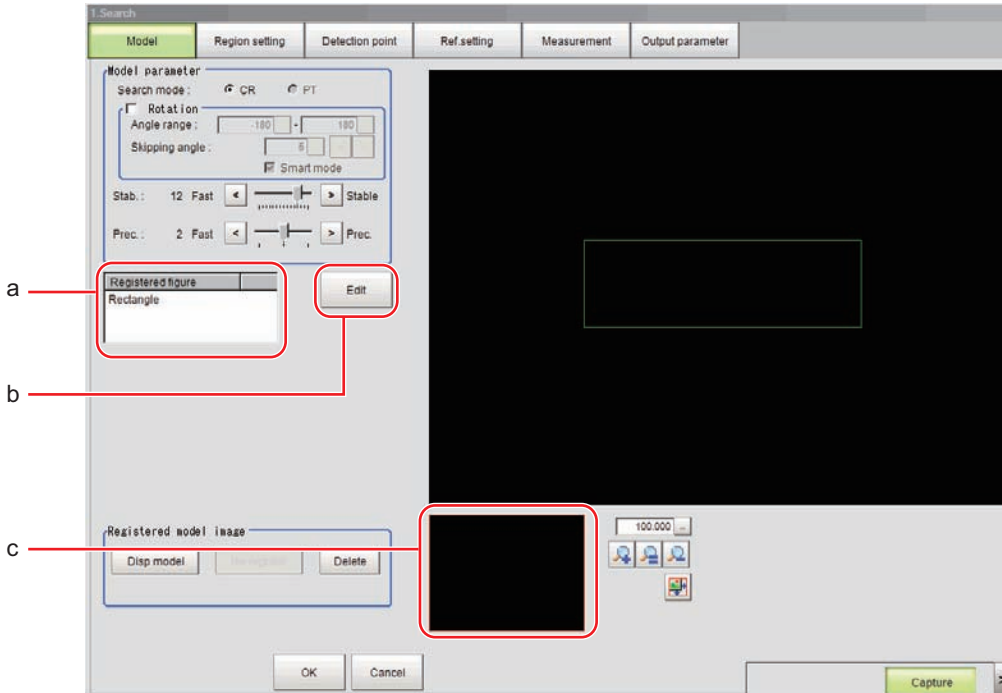 1.Search
Model Region setting Detection point Ref.setting Measurement Output parameter
Model parameter
Search mode : CR PT
Rotation
Angle range : -180 - 180
Skipping angle : 5
Smart mode
Stab. : 12 Fast < > Stable
Prec. : 2 Fast < > Prec.
a
Registered figure
Rectangle
Edit
b
c
Registered model image
Disp model Delete
100.000 ..
OK Cancel
Capture >